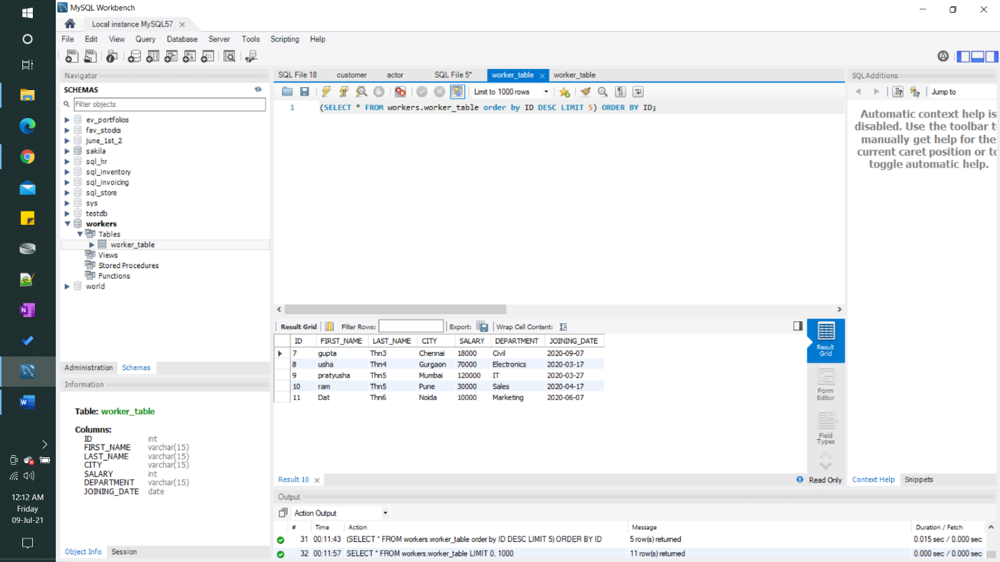 MySQL Workbench
Local instance MySQL57
File Edit View Query Database Server Tools Scripting Help
Navigator
SCHEMAS
Filter objects
ev_portfolios
fav_stocks
june_1st_2
sakila
sql_hr
sql_inventory
sql_invoicing
sql_store
sys
testdb
workers
Tables
worker_table
Views
Stored Procedures
Functions
world
Administration Schemas
Information
Table: worker_table
Columns:
ID int
FIRST_NAME varchar(15)
LAST_NAME varchar(15)
CITY varchar(15)
SALARY int
DEPARTMENT varchar(15)
JOINING_DATE date
Object Info Session
SQL File 18 customer actor SQL File 5* worker_table worker_table
Limit to 1000 rows
1 (SELECT * FROM workers.worker_table order by ID DESC LIMIT 5) ORDER BY ID;
Result Grid Filter Rows: Export: Wrap Cell Content:
ID FIRST_NAME LAST_NAME CITY SALARY DEPARTMENT JOINING_DATE
7 gupta Thn3 Chennai 18000 Civil 2020-09-07
8 usha Thn4 Gurgaon 70000 Electronics 2020-03-17
9 pratyusha Thn5 Mumbai 120000 IT 2020-03-27
10 ram Thn5 Pune 30000 Sales 2020-04-17
11 Dat Thn6 Noida 10000 Marketing 2020-06-07
Result
Grid
Form
Editor
Field
Types
Result 10
Read Only
Output
Action Output
# Time Action Message Duration / Fetch
31 00:11:43 (SELECT * FROM workers.worker_table order by ID DESC LIMIT 5) ORDER BY ID 5 row(s) returned 0.015 sec / 0.000 sec
32 00:11:57 SELECT * FROM workers.worker_table LIMIT 0, 1000 11 row(s) returned 0.000 sec / 0.000 sec
SQLAdditions
Jump to
Automatic context help is
disabled. Use the toolbar t
manually get help for the
current caret position or to
toggle automatic help.
Context Help Snippets
12:12 AM
Friday
09-Jul-21